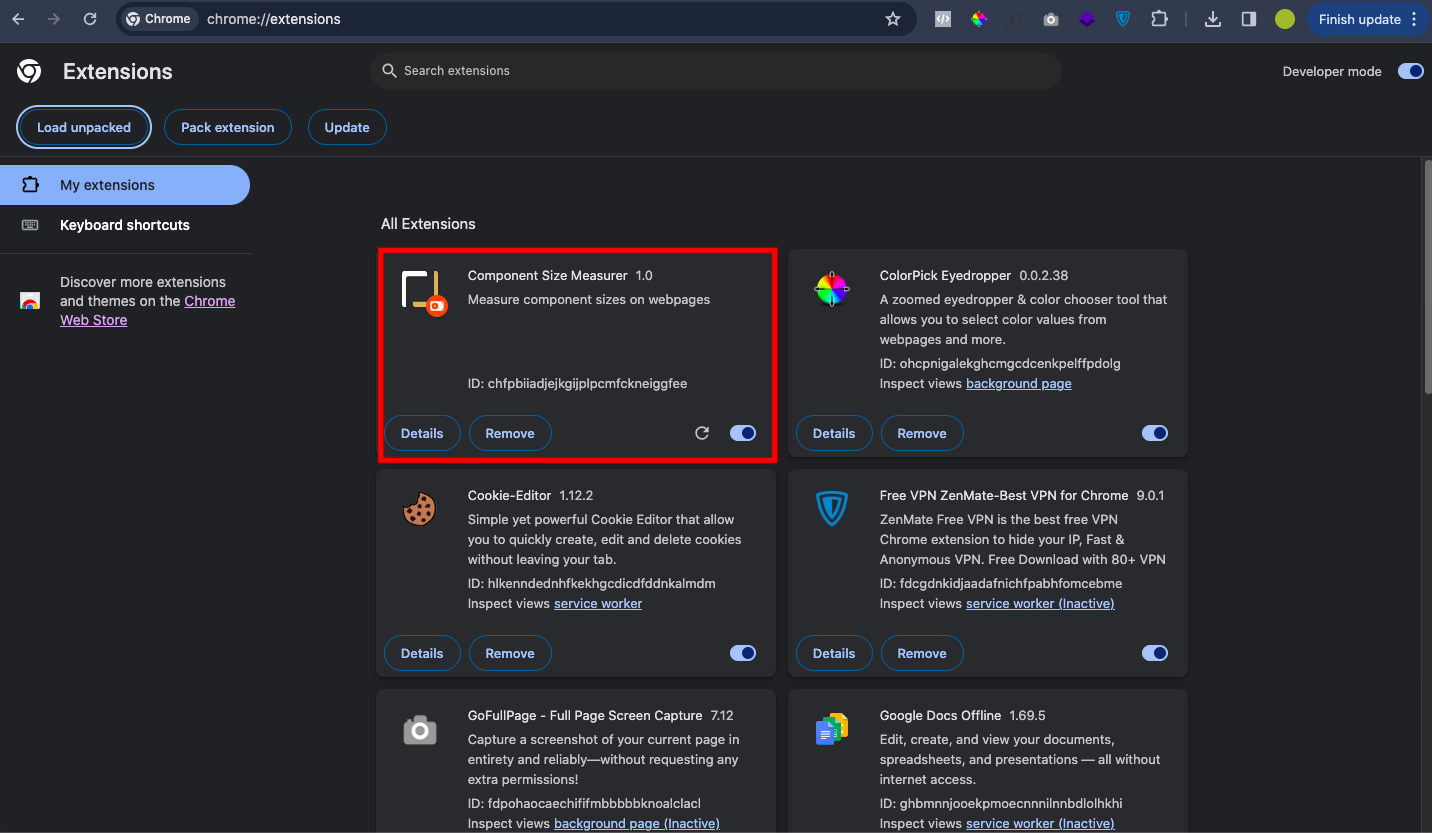 Chrome
chrome://extensions
Finish update
Extensions
Search extensions
Developer mode
Load unpacked
Pack extension
Update
My extensions
Keyboard shortcuts
Discover more extensions
and themes on the Chrome
Web Store
All Extensions
Component Size Measurer 1.0
Measure component sizes on webpages
ID: chfpbiiadjejkgijplpcmfckneiggfee
Details
Remove
ColorPick Eyedropper 0.0.2.38
A zoomed eyedropper & color chooser tool that
allows you to select color values from
webpages and more.
ID: ohcpnigalekghcmgcdcenkpelffpdolg
Inspect views background page
Details
Remove
Cookie-Editor 1.12.2
Simple yet powerful Cookie Editor that allow
you to quickly create, edit and delete cookies
without leaving your tab.
ID: hlkenndednhfkekhgcdicdfddnkalmdm
Inspect views service worker
Details
Remove
Free VPN ZenMate-Best VPN for Chrome 9.0.1
ZenMate Free VPN is the best free VPN
Chrome extension to hide your IP, Fast &
Anonymous VPN. Free Download with 80+ VPN
ID: fdcgdnkidjaadafnichfpabhfomcebme
Inspect views service worker (Inactive)
Details
Remove
GoFullPage - Full Page Screen Capture 7.12
Capture a screenshot of your current page in
entirety and reliably—without requesting any
extra permissions!
ID: fdpohaocaechififmbbbbbknoalclacl
Inspect views background page (Inactive)
Google Docs Offline 1.69.5
Edit, create, and view your documents,
spreadsheets, and presentations — all without
internet access.
ID: ghbmnnjooekpmoecnnnilnnbdlolhkhi
Inspect views service worker (Inactive)